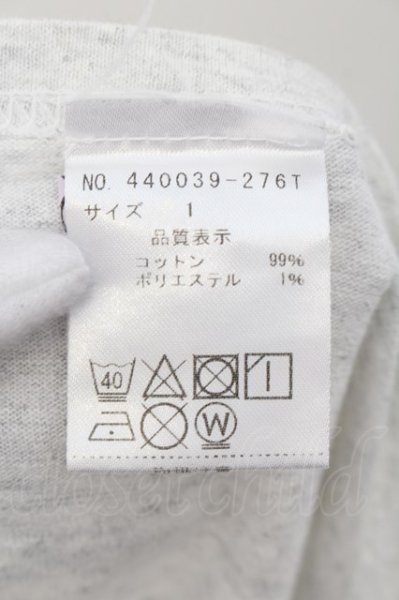 NO. 440039-276T
サイズ 1
品質表示
コットン 99%
ポリエステル 1%
40
W
closet child